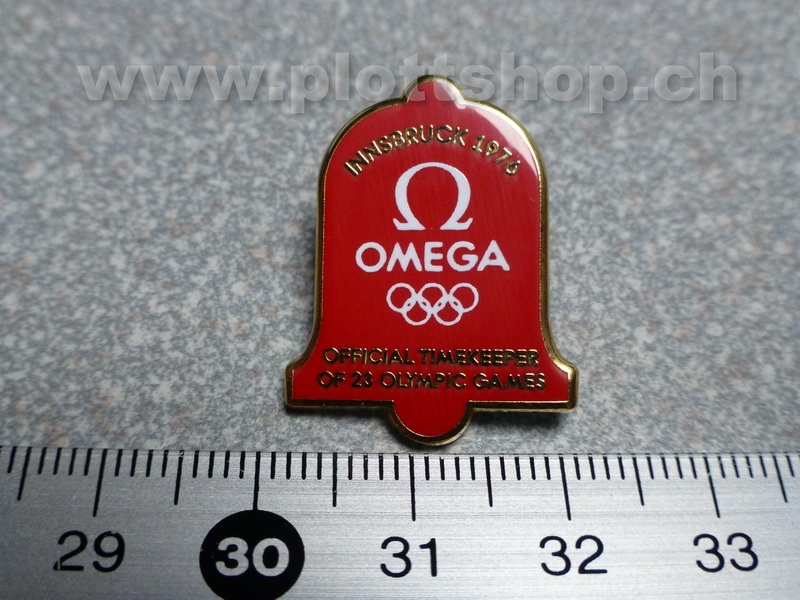 www.plottshop.ch
INNSBRUCK 1976
Ω
OMEGA
OFFICIAL TIMEKEEPER
OF 23 OLYMPIC GAMES
29 30 31 32 33